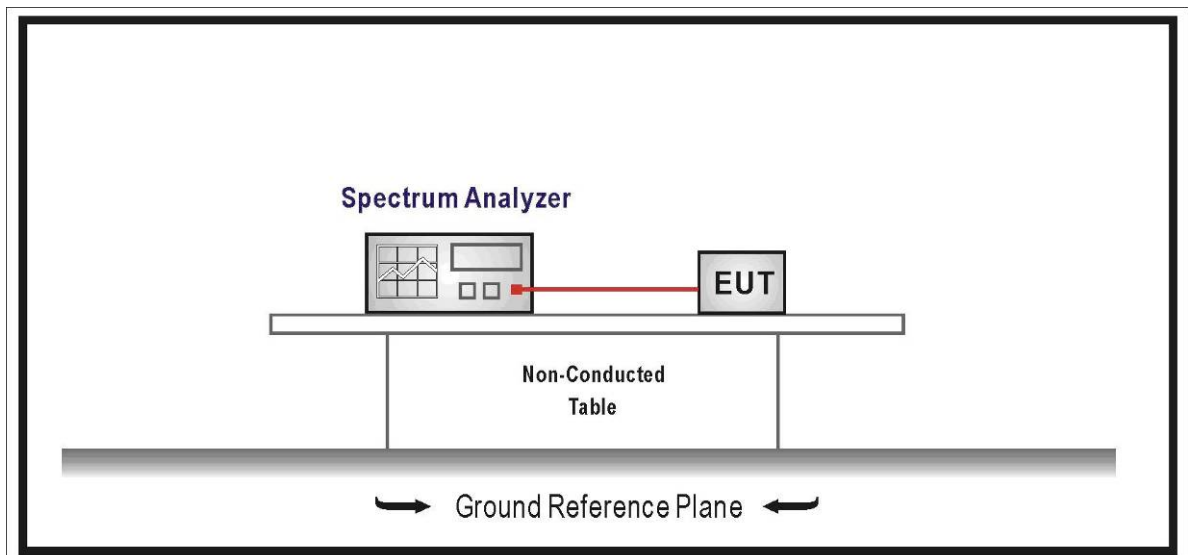 Spectrum Analyzer
EUT
Non-Conducted
Table
Ground Reference Plane